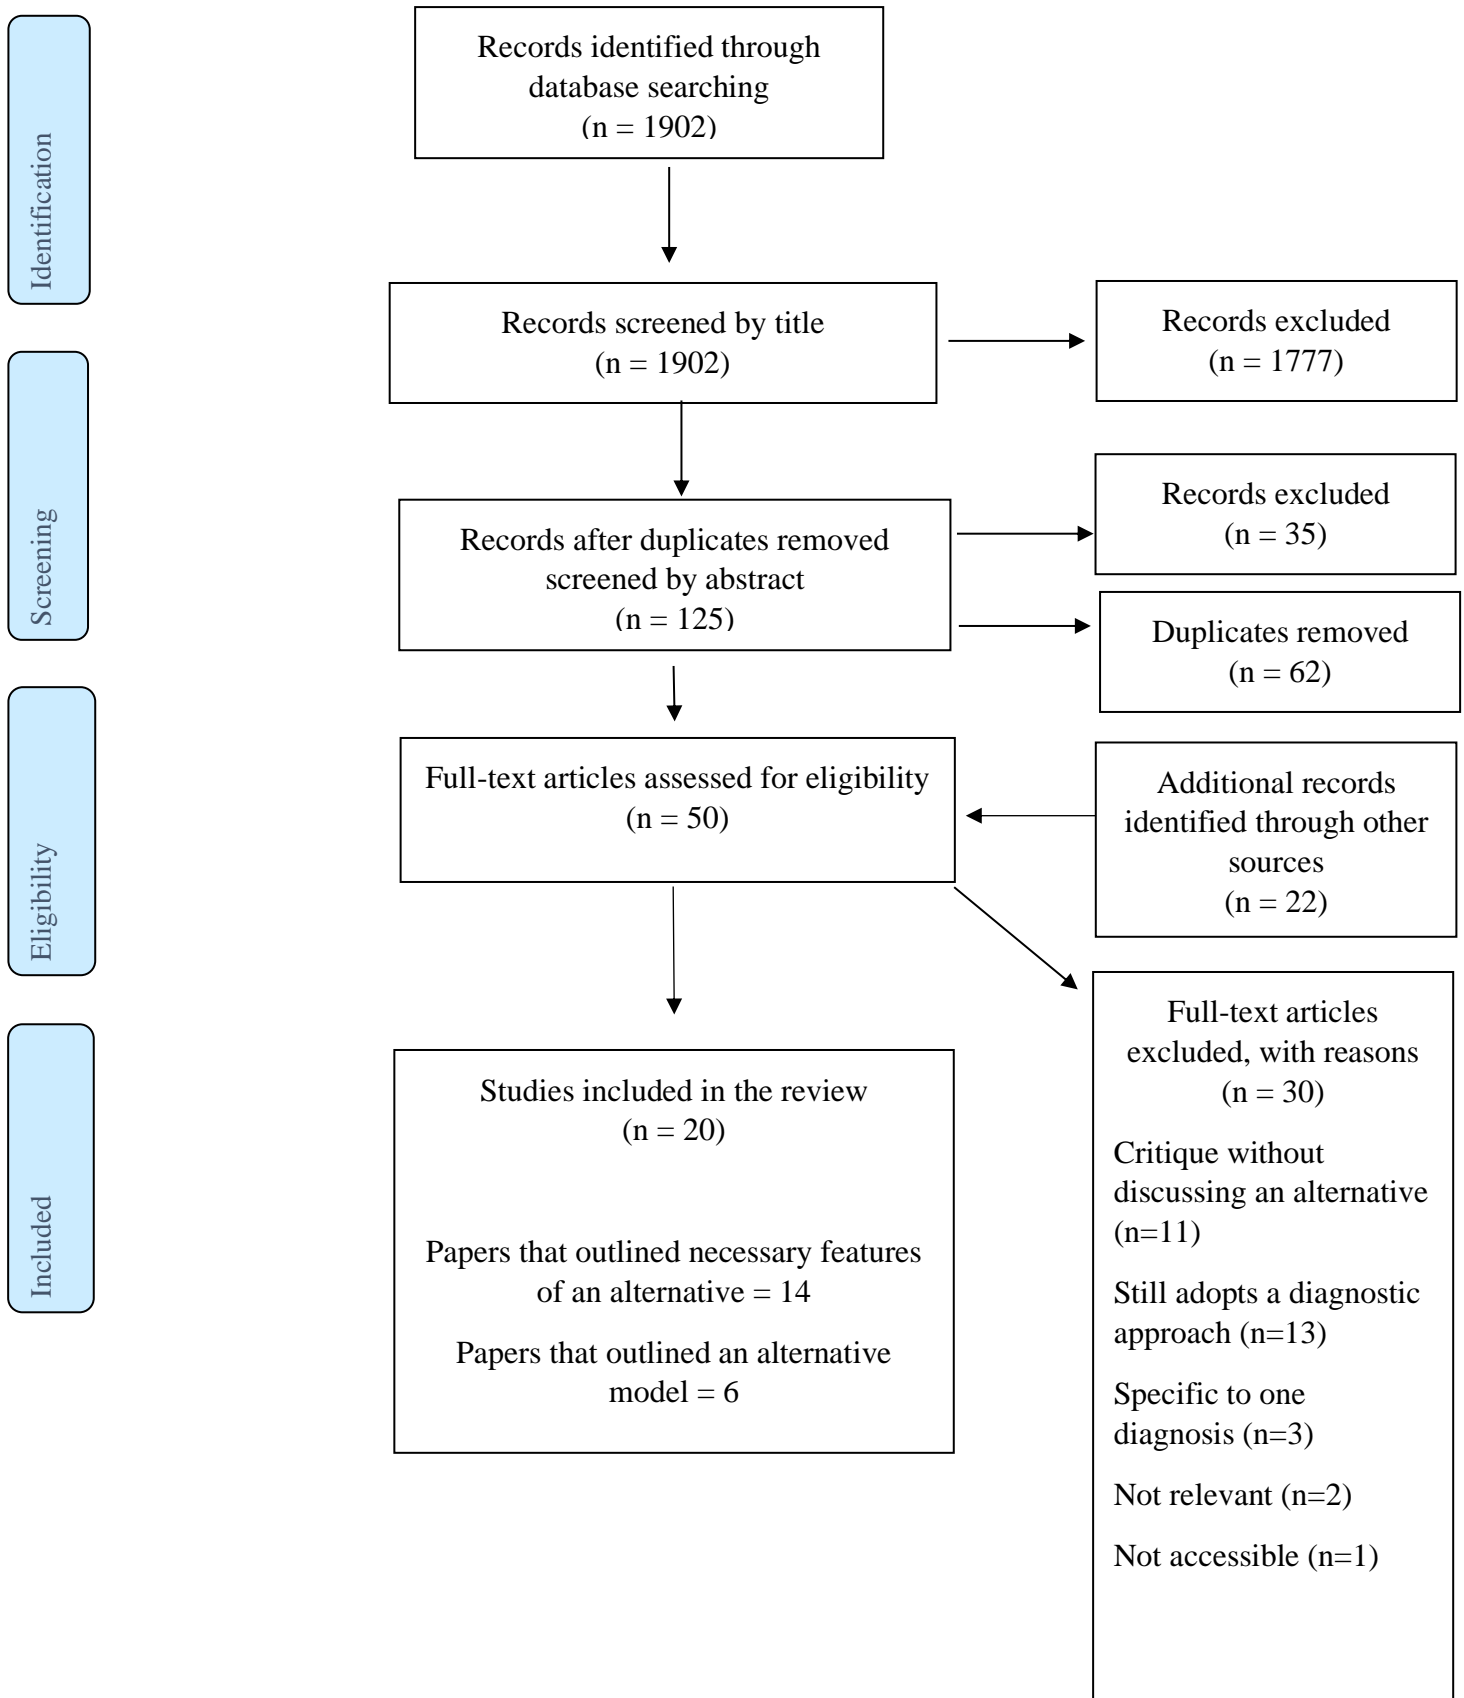 Identification
Records identified through
database searching
(n = 1902)
Records screened by title
(n = 1902)
Records excluded
(n = 1777)
Screening
Records after duplicates removed
screened by abstract
(n = 125)
Records excluded
(n = 35)
Duplicates removed
(n = 62)
Eligibility
Full-text articles assessed for eligibility
(n = 50)
Additional records
identified through other
sources
(n = 22)
Included
Studies included in the review
(n = 20)
Papers that outlined necessary features
of an alternative = 14
Papers that outlined an alternative
model = 6
Full-text articles
excluded, with reasons
(n = 30)
Critique without
discussing an alternative
(n=11)
Still adopts a diagnostic
approach (n=13)
Specific to one
diagnosis (n=3)
Not relevant (n=2)
Not accessible (n=1)